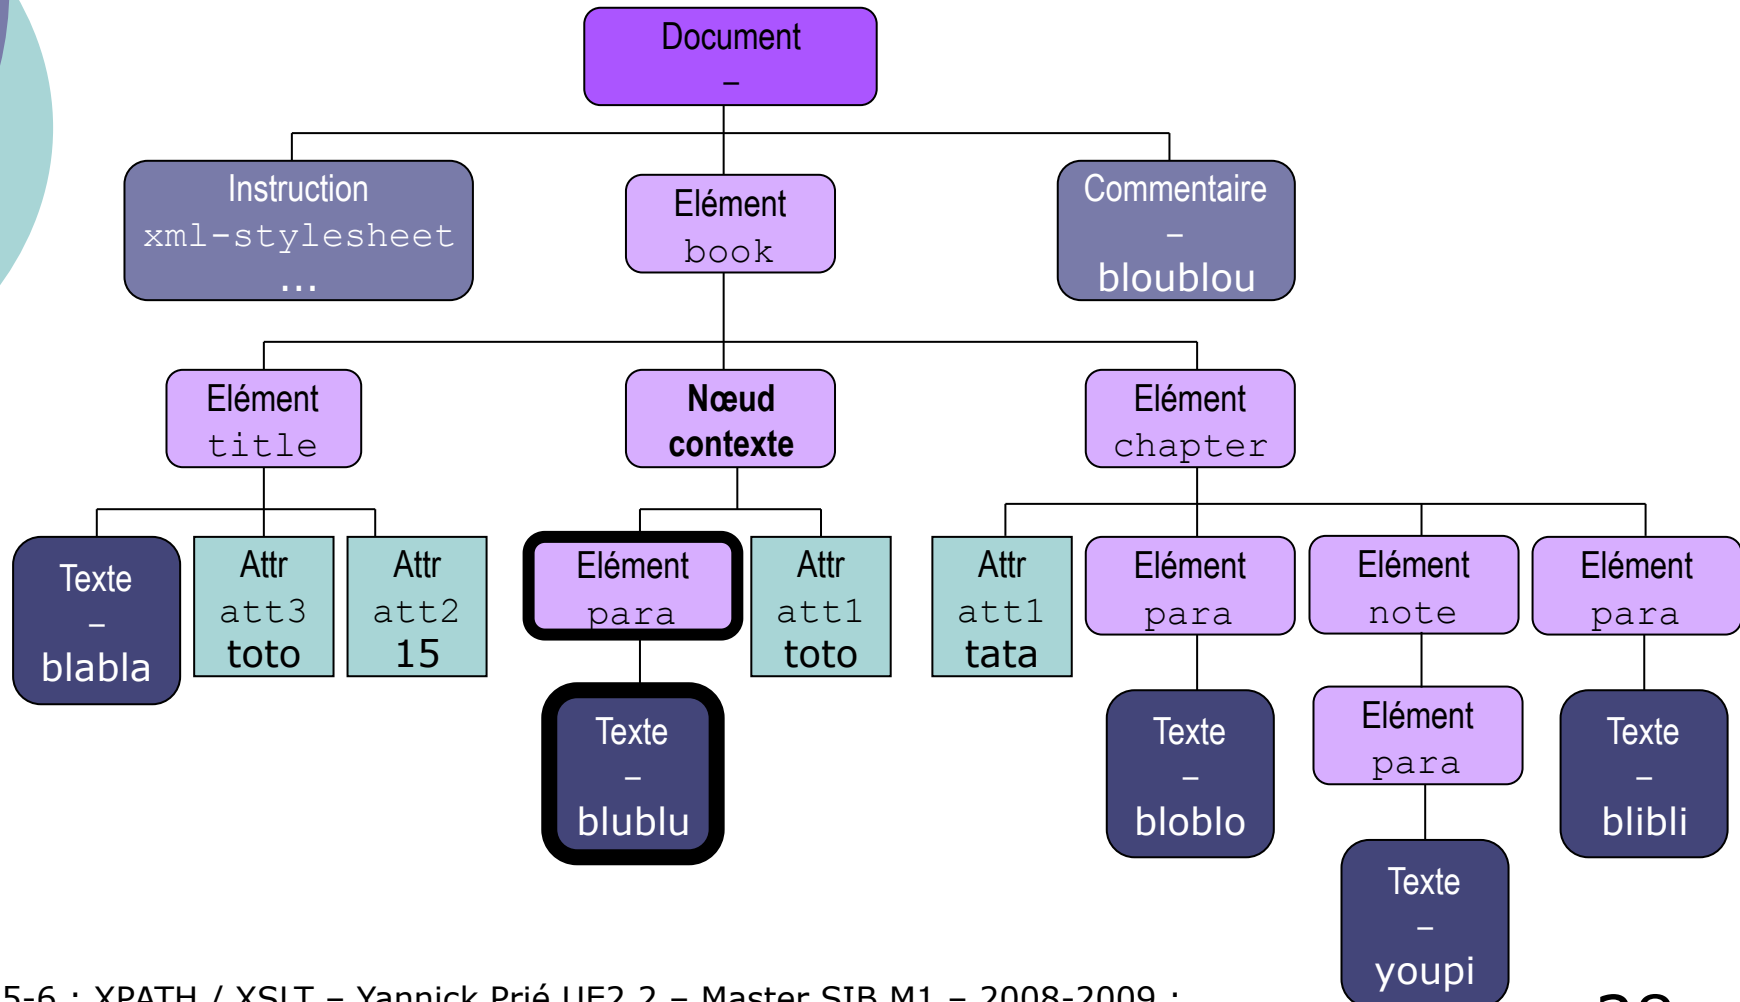 Document
–
Instruction
xml-stylesheet
...
Elément
book
Commentaire
–
bloublou
Elément
title
Nœud
contexte
Elément
chapter
Texte
–
blabla
Attr
att3
toto
Attr
att2
15
Elément
para
Attr
att1
toto
Attr
att1
tata
Elément
para
Elément
note
Elément
para
Texte
–
blublu
Texte
–
bloblo
Elément
para
Texte
–
blibli
Texte
–
youpi
5-6 : XPATH / XSLT – Yannick Prié UE2.2 – Master SIB M1 – 2008-2009 :